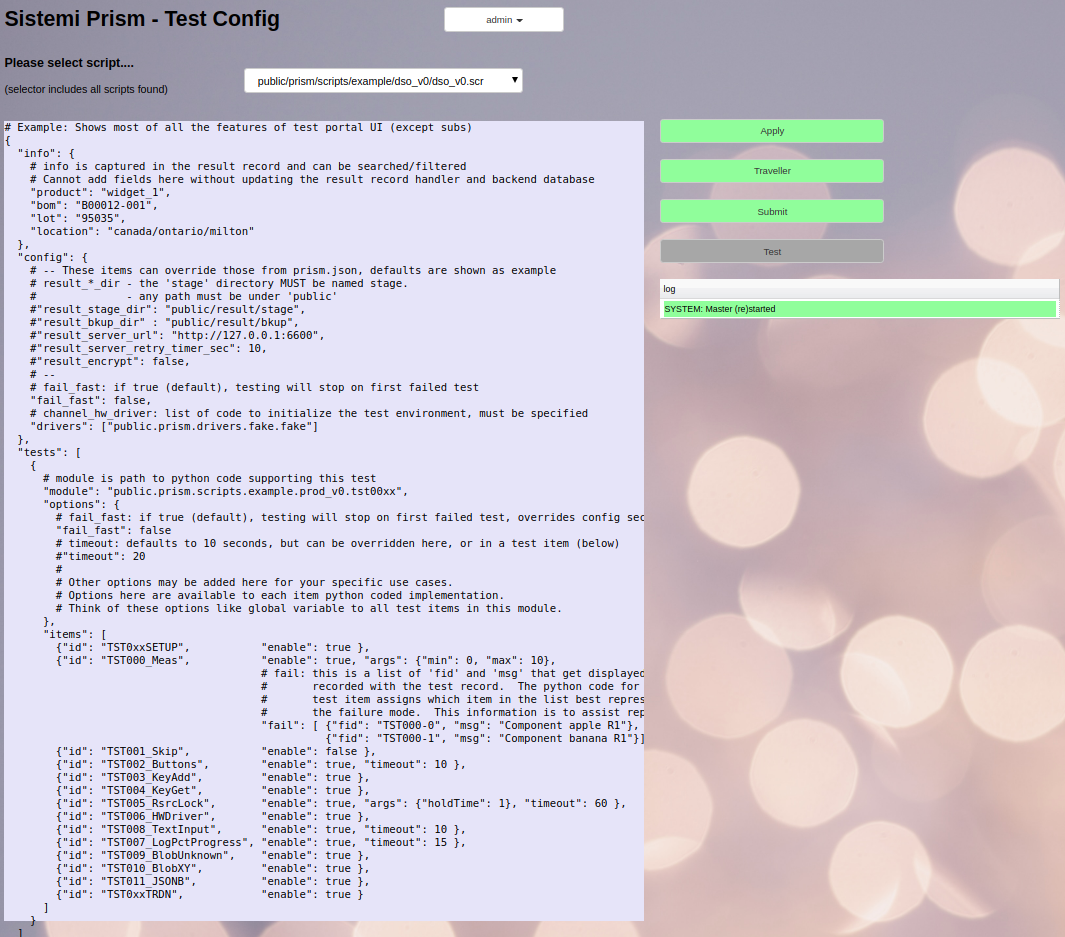 Sistemi Prism - Test Config
admin
Please select script....
(selector includes all scripts found)
public/prism/scripts/example/dso_v0/dso_v0.scr
# Example: Shows most of all the features of test portal UI (except subs)
{
  "info": {
    # info is captured in the result record and can be searched/filtered
    # Cannot add fields here without updating the result record handler and backend database
    "product": "widget_1",
    "bom": "B00012-001",
    "lot": "95035",
    "location": "canada/ontario/milton"
  },
  "config": {
    # -- These items can override those from prism.json, defaults are shown as example
    # result_*_dir - the 'stage' directory MUST be named stage.
    #              - any path must be under 'public'
    #"result_stage_dir": "public/result/stage",
    #"result_bkup_dir" : "public/result/bkup",
    #"result_server_url": "http://127.0.0.1:6600",
    #"result_server_retry_timer_sec": 10,
    #"result_encrypt": false,
    # --
    # fail_fast: if true (default), testing will stop on first failed test
    "fail_fast": false,
    # channel_hw_driver: list of code to initialize the test environment, must be specified
    "drivers": ["public.prism.drivers.fake.fake"]
  },
  "tests": [
    {
      # module is path to python code supporting this test
      "module": "public.prism.scripts.example.prod_v0.tst00xx",
      "options": {
        # fail_fast: if true (default), testing will stop on first failed test, overrides config sec
        "fail_fast": false
        # timeout: defaults to 10 seconds, but can be overridden here, or in a test item (below)
        #"timeout": 20
        #
        # Other options may be added here for your specific use cases.
        # Options here are available to each item python coded implementation.
        # Think of these options like global variable to all test items in this module.
      },
      "items": [
        {"id": "TST0xxSETUP",           "enable": true },
        {"id": "TST000_Meas",           "enable": true, "args": {"min": 0, "max": 10},
                                        # fail: this is a list of 'fid' and 'msg' that get displayed
                                        #       recorded with the test record.  The python code for
                                        #       test item assigns which item in the list best repres
                                        #       the failure mode.  This information is to assist rep
                                        "fail": [ {"fid": "TST000-0", "msg": "Component apple R1"},
                                                  {"fid": "TST000-1", "msg": "Component banana R1"}]
        {"id": "TST001_Skip",           "enable": false },
        {"id": "TST002_Buttons",        "enable": true, "timeout": 10 },
        {"id": "TST003_KeyAdd",         "enable": true },
        {"id": "TST004_KeyGet",         "enable": true },
        {"id": "TST005_RsrcLock",       "enable": true, "args": {"holdTime": 1}, "timeout": 60 },
        {"id": "TST006_HWDriver",       "enable": true },
        {"id": "TST008_TextInput",      "enable": true, "timeout": 10 },
        {"id": "TST007_LogPctProgress", "enable": true, "timeout": 15 },
        {"id": "TST009_BlobUnknown",    "enable": true },
        {"id": "TST010_BlobXY",         "enable": true },
        {"id": "TST011_JSONB",          "enable": true },
        {"id": "TST0xxTRDN",            "enable": true }
      ]
    }
  ]
Apply
Traveller
Submit
Test
log
SYSTEM: Master (re)started